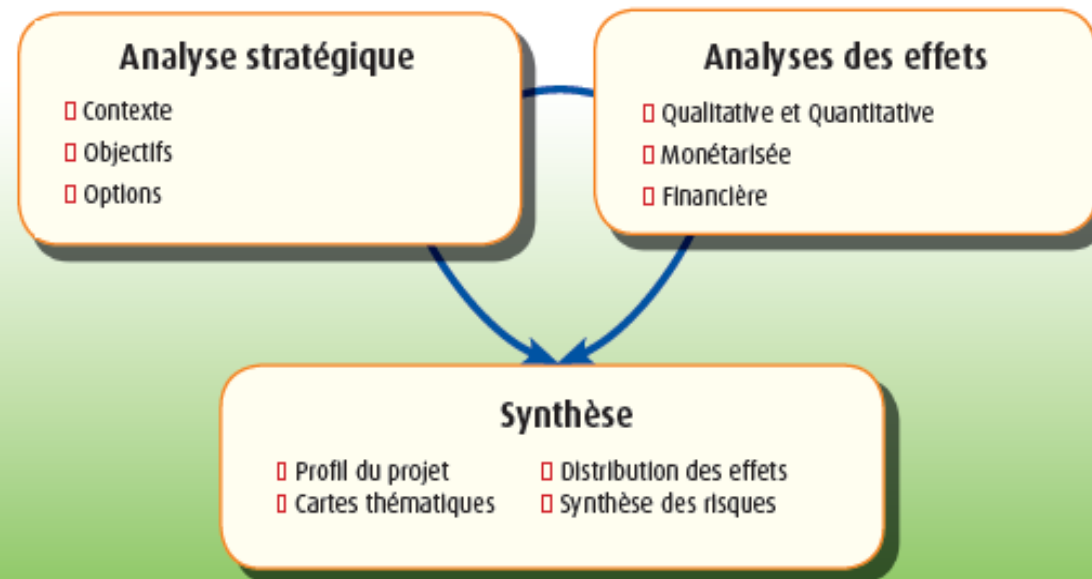 Analyse stratégique
▯ Contexte
▯ Objectifs
▯ Options
Analyses des effets
▯ Qualitative et Quantitative
▯ Monétarisée
▯ Financière
Synthèse
▯ Profil du projet
▯ Cartes thématiques
▯ Distribution des effets
▯ Synthèse des risques